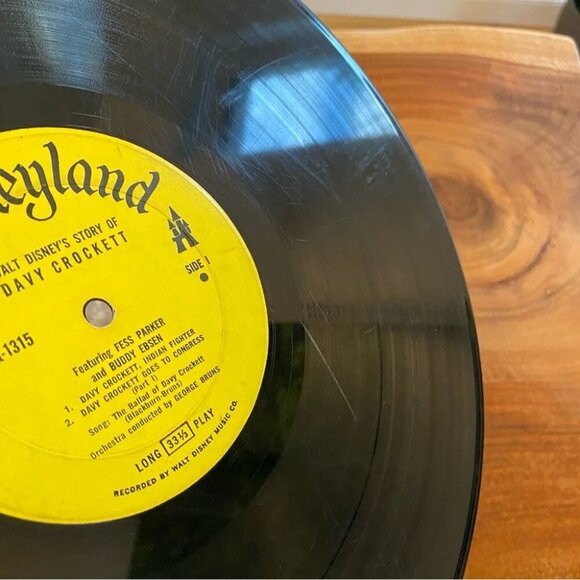 eyland
WALT DISNEY'S STORY OF
DAVY CROCKETT
SIDE 1
-1315
Featuring FESS PARKER
and BUDDY EBSEN
1. DAVY CROCKETT, INDIAN FIGHTER
2. DAVY CROCKETT GOES TO CONGRESS
(Part 1)
Song: The Ballad of Davy Crockett
(Blackburn-Bruns)
Orchestra conducted by GEORGE BRUNS
LONG 33⅓ PLAY
RECORDED BY WALT DISNEY MUSIC CO.